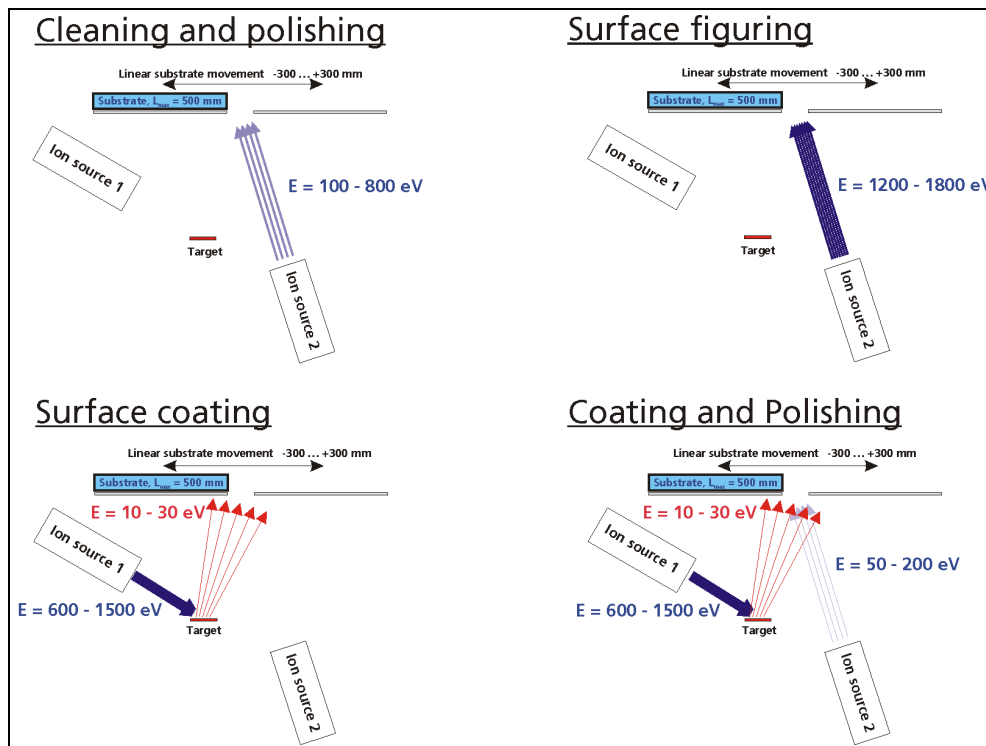 Cleaning and polishing
Linear substrate movement -300 ... +300 mm
Substrate, Lmax = 500 mm
Ion source 1
E = 100 - 800 eV
Target
Ion source 2
Surface figuring
Linear substrate movement -300 ... +300 mm
Substrate, Lmax = 500 mm
Ion source 1
E = 1200 - 1800 eV
Target
Ion source 2
Surface coating
Linear substrate movement -300 ... +300 mm
Substrate, Lmax = 500 mm
E = 10 - 30 eV
Ion source 1
E = 600 - 1500 eV
Target
Ion source 2
Coating and Polishing
Linear substrate movement -300 ... +300 mm
Substrate, Lmax = 500 mm
E = 10 - 30 eV
Ion source 1
E = 50 - 200 eV
E = 600 - 1500 eV
Target
Ion source 2